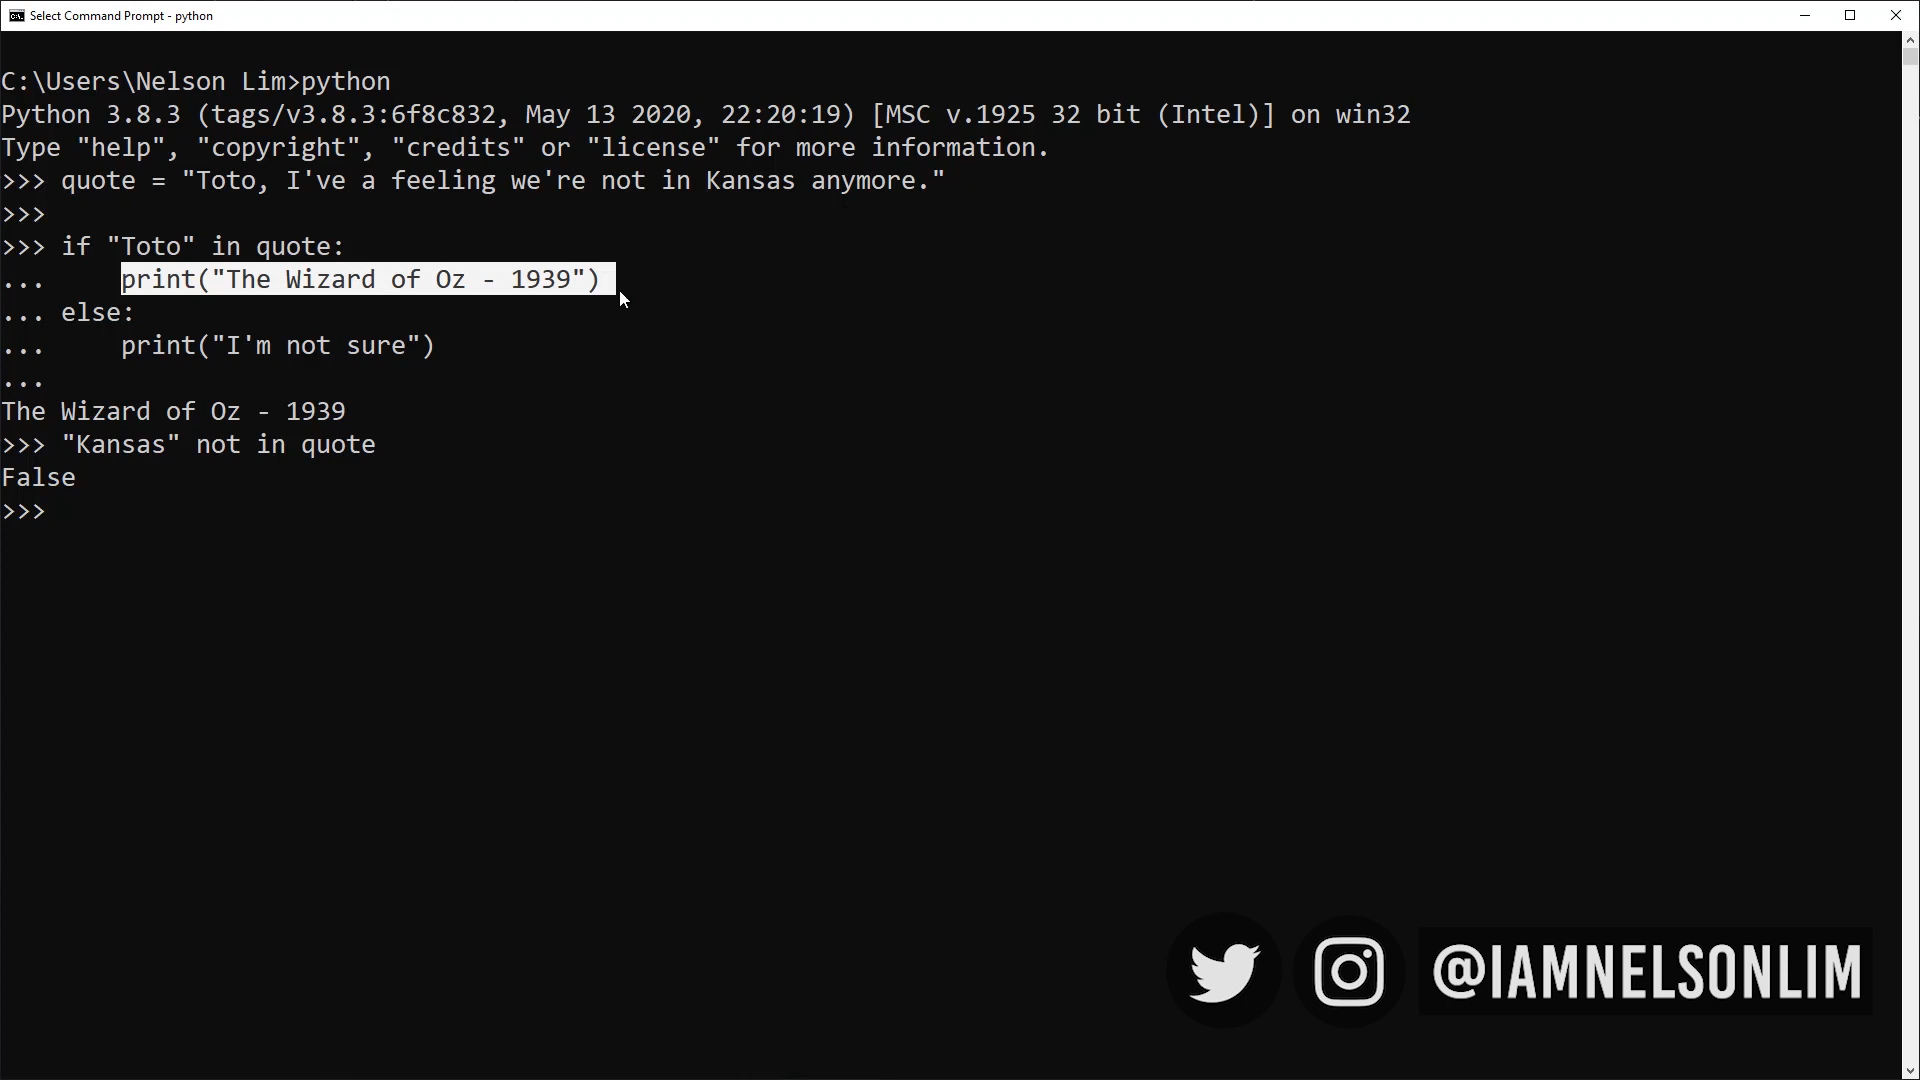 Select Command Prompt - python
C:\Users\Nelson Lim>python
Python 3.8.3 (tags/v3.8.3:6f8c832, May 13 2020, 22:20:19) [MSC v.1925 32 bit (Intel)] on win32
Type "help", "copyright", "credits" or "license" for more information.
>>> quote = "Toto, I've a feeling we're not in Kansas anymore."
>>>
>>> if "Toto" in quote:
...     print("The Wizard of Oz - 1939")
... else:
...     print("I'm not sure")
...
The Wizard of Oz - 1939
>>> "Kansas" not in quote
False
>>>
@IAMNELSONLIM